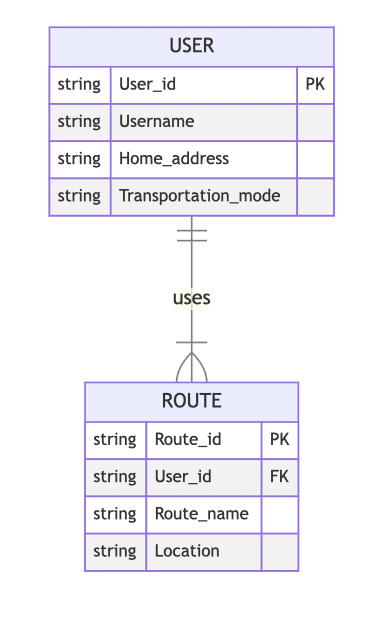 USER
string User_id PK
string Username
string Home_address
string Transportation_mode
uses
ROUTE
string Route_id PK
string User_id FK
string Route_name
string Location